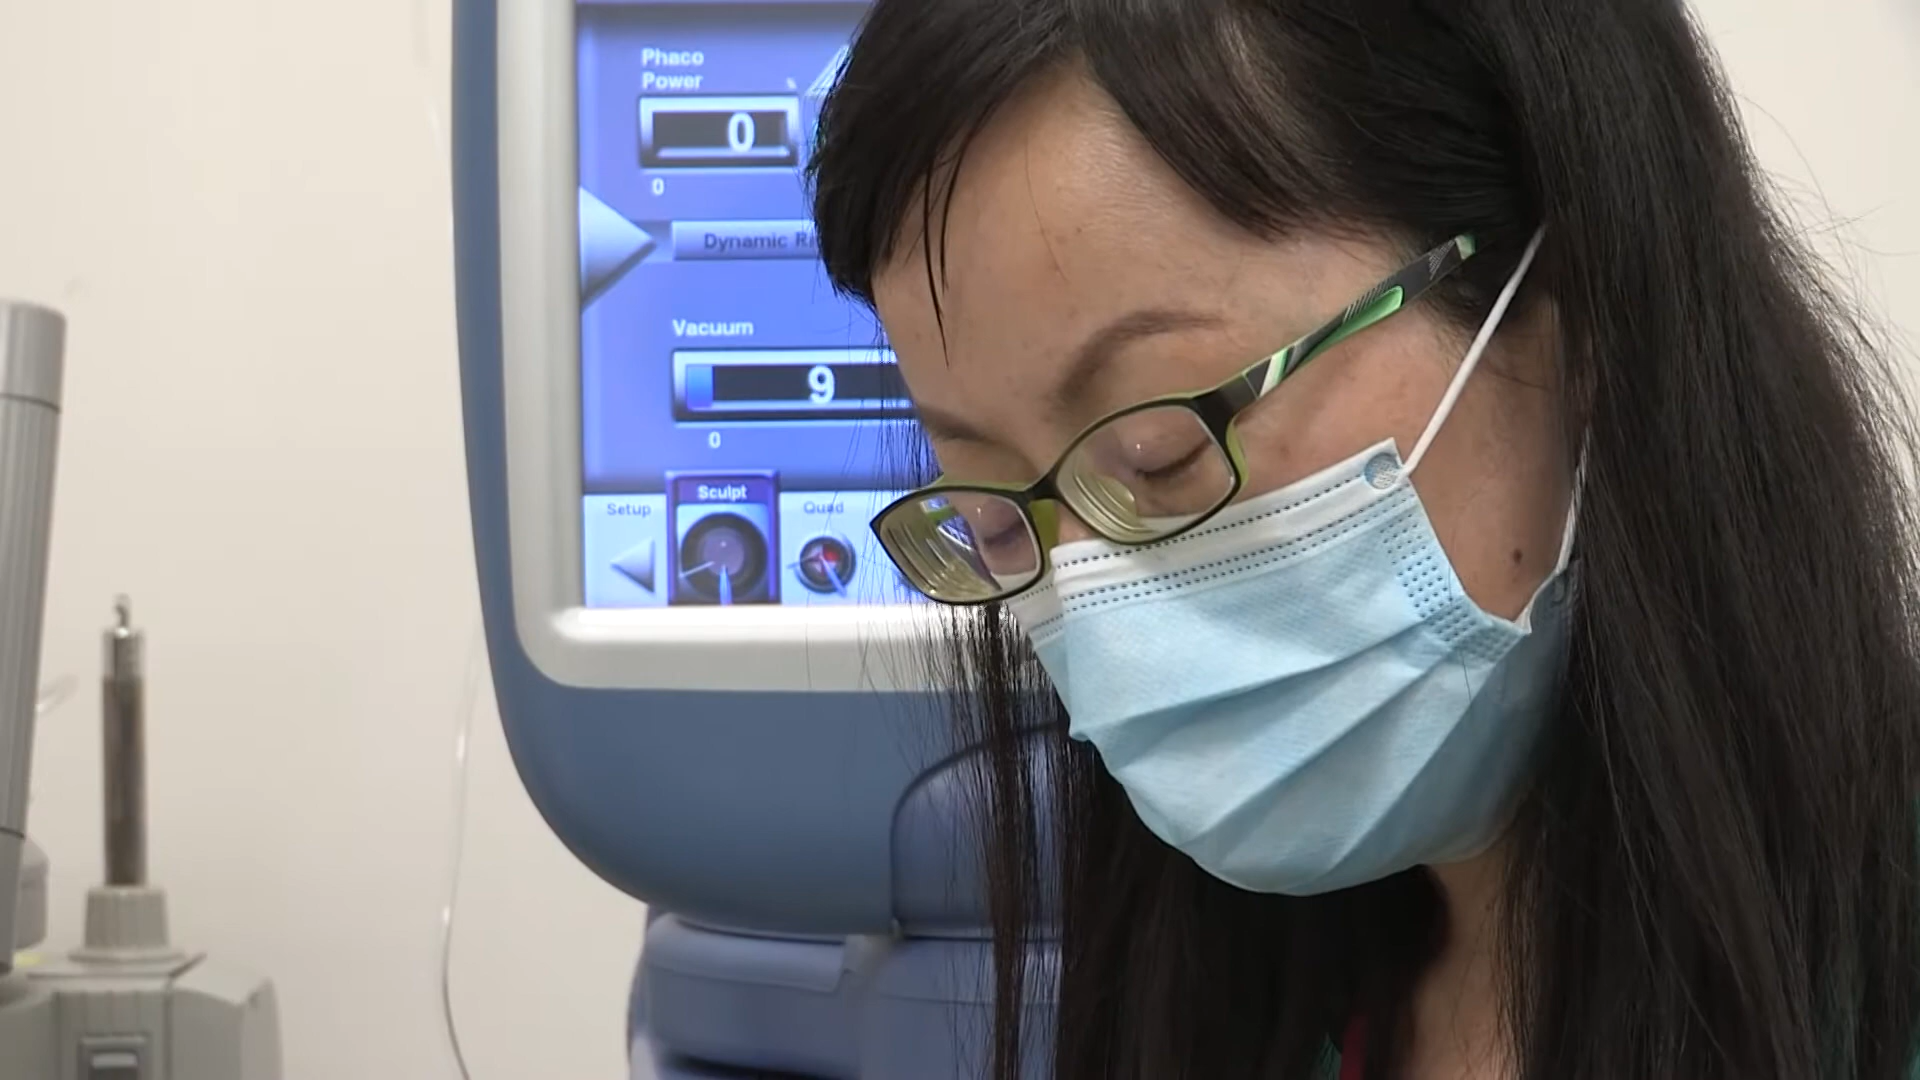 Phaco
Power
0
0
Dynamic
Vacuum
9
0
Setup
Sculpt
Quad